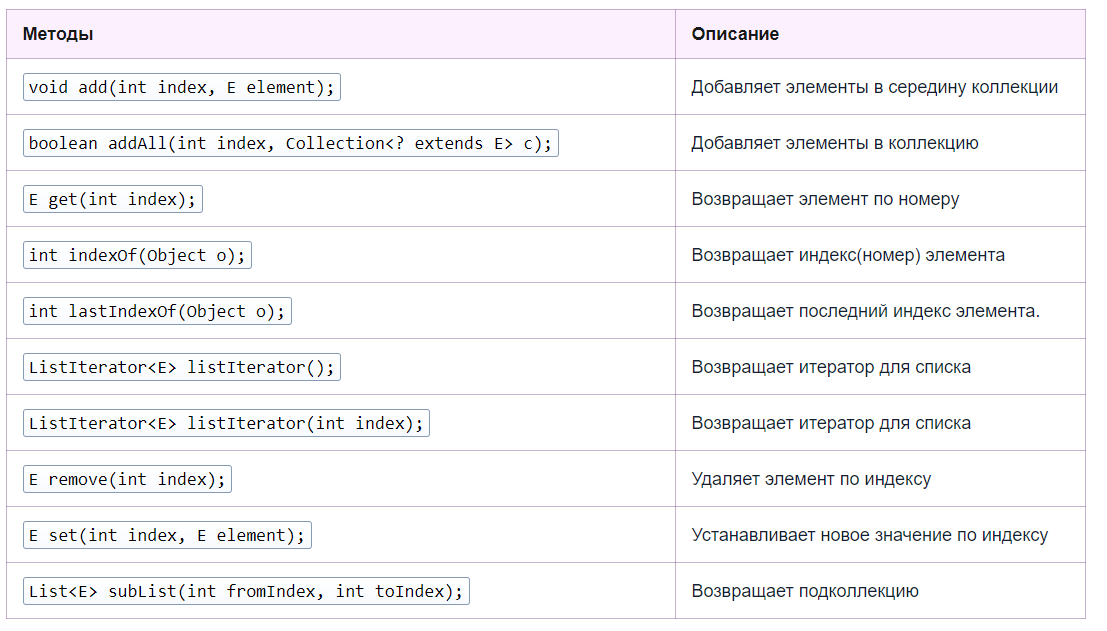 Методы Описание
void add(int index, E element); Добавляет элементы в середину коллекции
boolean addAll(int index, Collection<? extends E> c); Добавляет элементы в коллекцию
E get(int index); Возвращает элемент по номеру
int indexOf(Object o); Возвращает индекс(номер) элемента
int lastIndexOf(Object o); Возвращает последний индекс элемента.
ListIterator<E> listIterator(); Возвращает итератор для списка
ListIterator<E> listIterator(int index); Возвращает итератор для списка
E remove(int index); Удаляет элемент по индексу
E set(int index, E element); Устанавливает новое значение по индексу
List<E> subList(int fromIndex, int toIndex); Возвращает подколлекцию